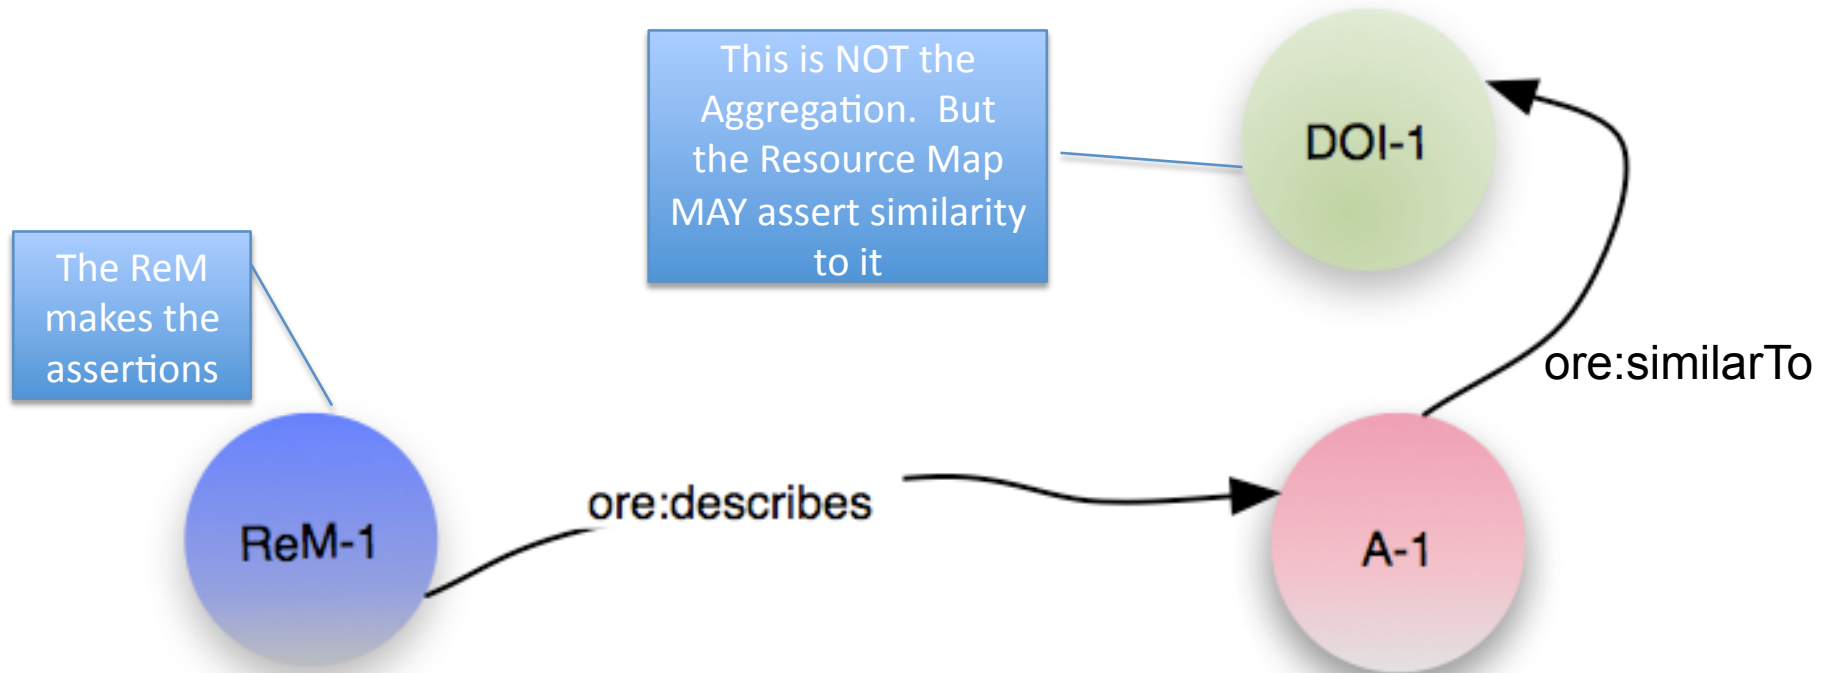 This is NOT the
Aggregation.  But
the Resource Map
MAY assert similarity
to it
DOI-1
The ReM
makes the
assertions
ore:similarTo
ore:describes
ReM-1
A-1